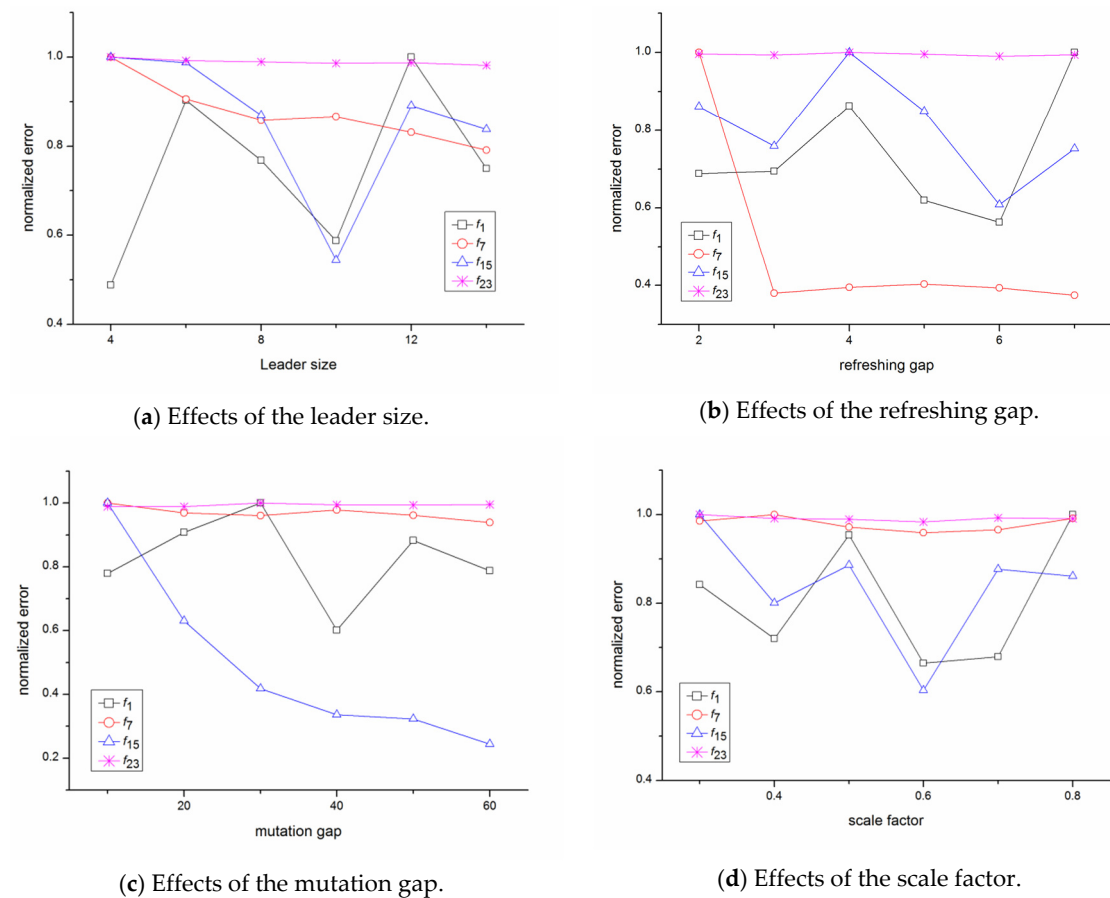 1.0
0.8
0.6
0.4
normalized error
4
8
12
Leader size
f1
f7
f15
f23
(a) Effects of the leader size.
1.0
0.8
0.6
0.4
normalized error
2
4
6
refreshing gap
f1
f7
f15
f23
(b) Effects of the refreshing gap.
1.0
0.8
0.6
0.4
0.2
normalized error
20
40
60
mutation gap
f1
f7
f15
f23
(c) Effects of the mutation gap.
1.0
0.8
0.6
0.4
normalized error
0.4
0.6
0.8
scale factor
f1
f7
f15
f23
(d) Effects of the scale factor.